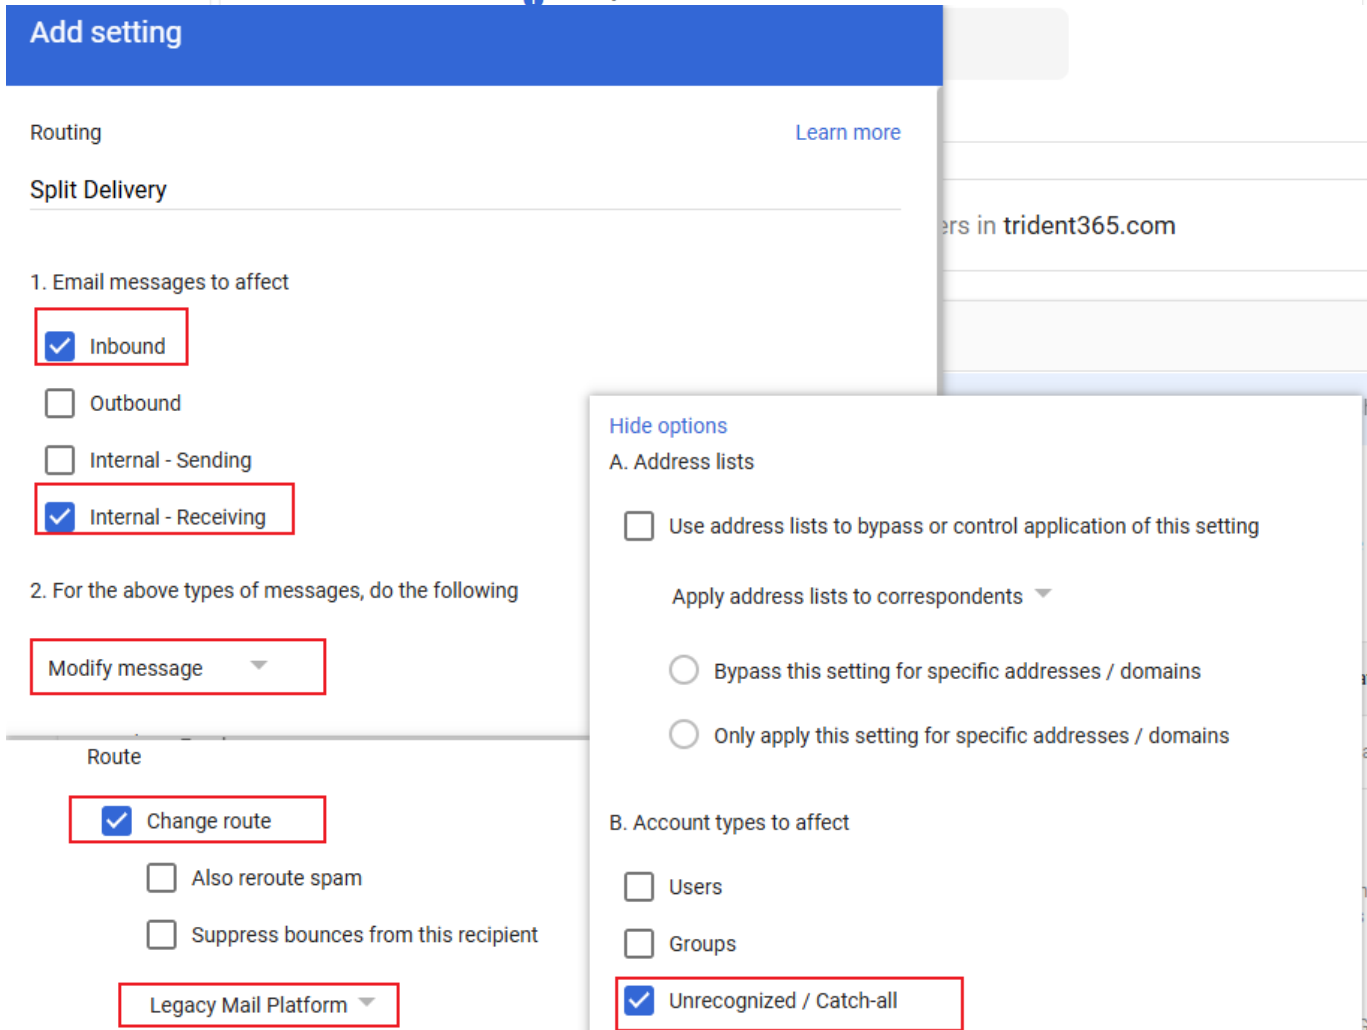 Add setting
Routing
Learn more
Split Delivery
ers in trident365.com
1. Email messages to affect
Inbound
Outbound
Internal - Sending
Internal - Receiving
2. For the above types of messages, do the following
Modify message
Route
Change route
Also reroute spam
Suppress bounces from this recipient
Legacy Mail Platform
Hide options
A. Address lists
Use address lists to bypass or control application of this setting
Apply address lists to correspondents
Bypass this setting for specific addresses / domains
Only apply this setting for specific addresses / domains
B. Account types to affect
Users
Groups
Unrecognized / Catch-all